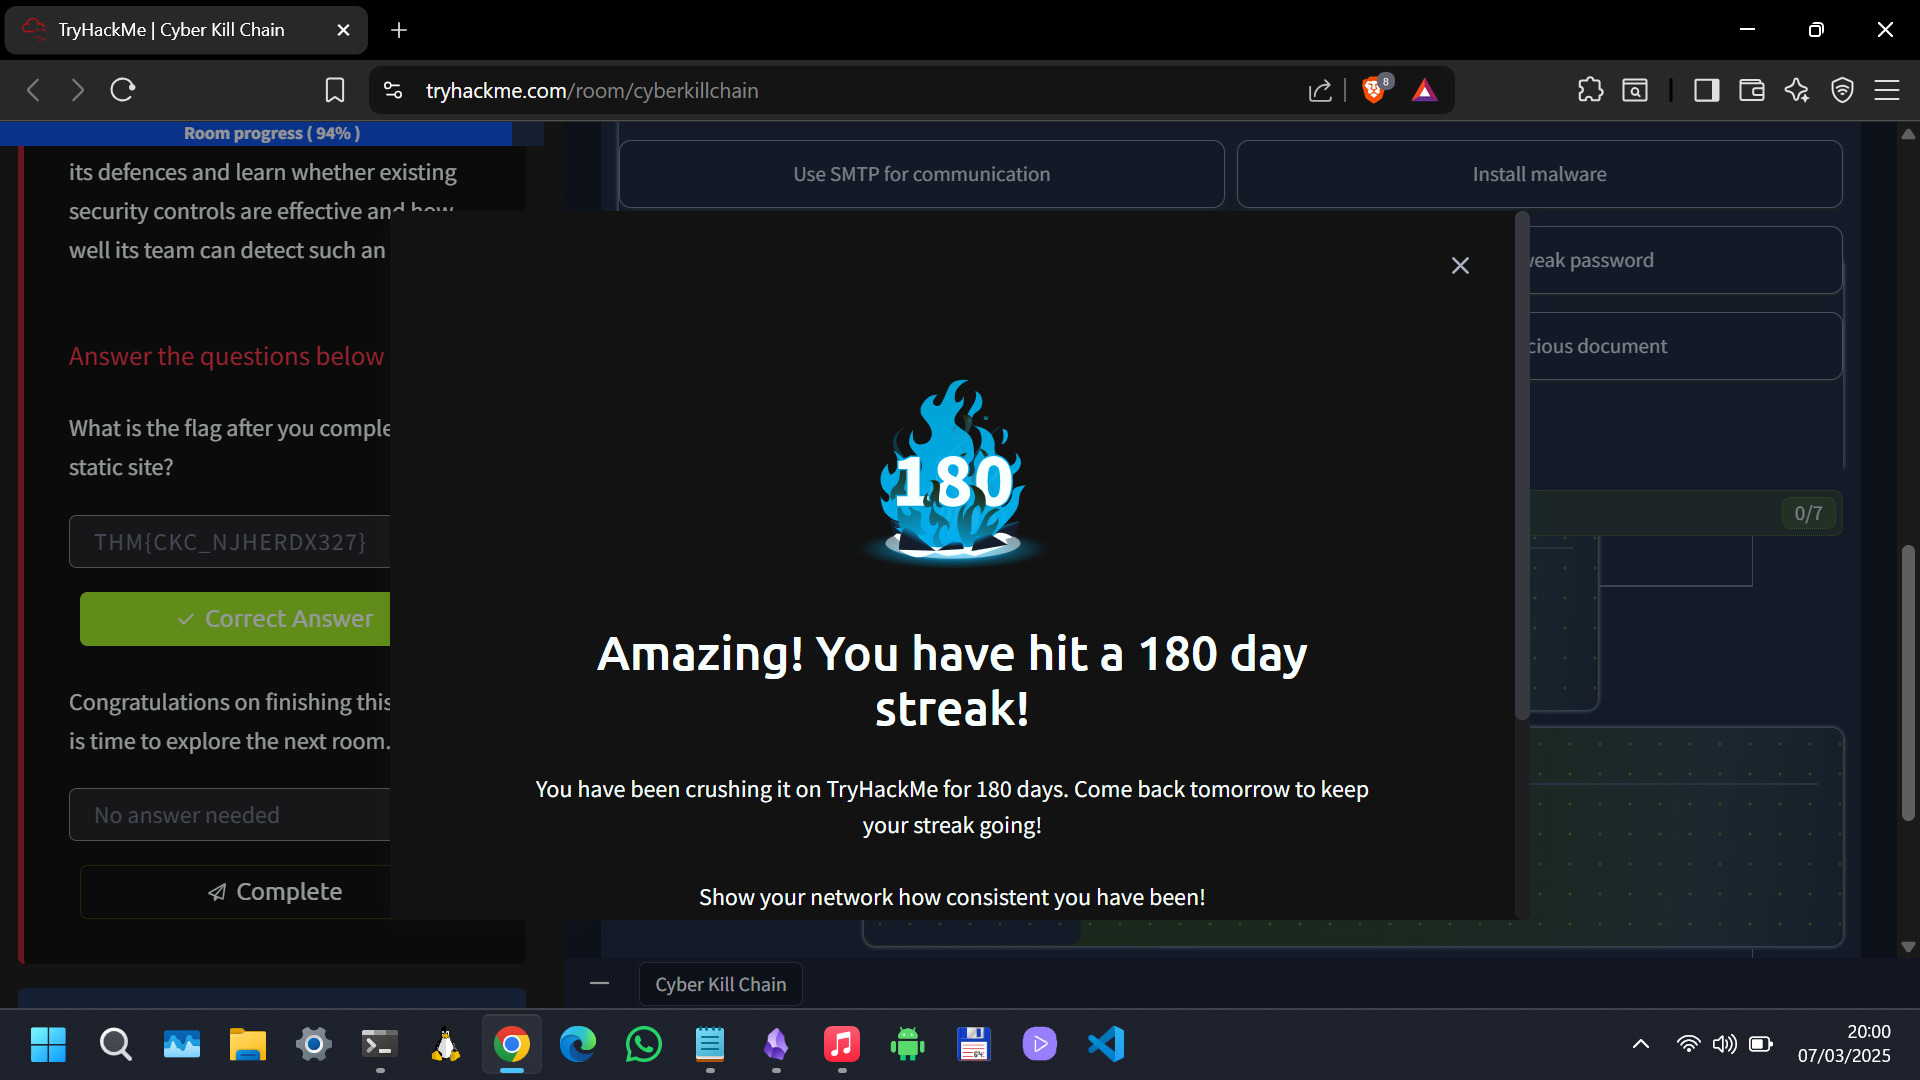 TryHackMe | Cyber Kill Chain
tryhackme.com/room/cyberkillchain
8
Room progress ( 94% )
its defences and learn whether existing
security controls are effective and how
well its team can detect such an
Answer the questions below
What is the flag after you comple
static site?
THM{CKC_NJHERDX327}
Correct Answer
Congratulations on finishing this
is time to explore the next room.
No answer needed
Complete
Use SMTP for communication
Install malware
weak password
cious document
0/7
180
Amazing! You have hit a 180 day
streak!
You have been crushing it on TryHackMe for 180 days. Come back tomorrow to keep
your streak going!
Show your network how consistent you have been!
Cyber Kill Chain
64
20:00
07/03/2025